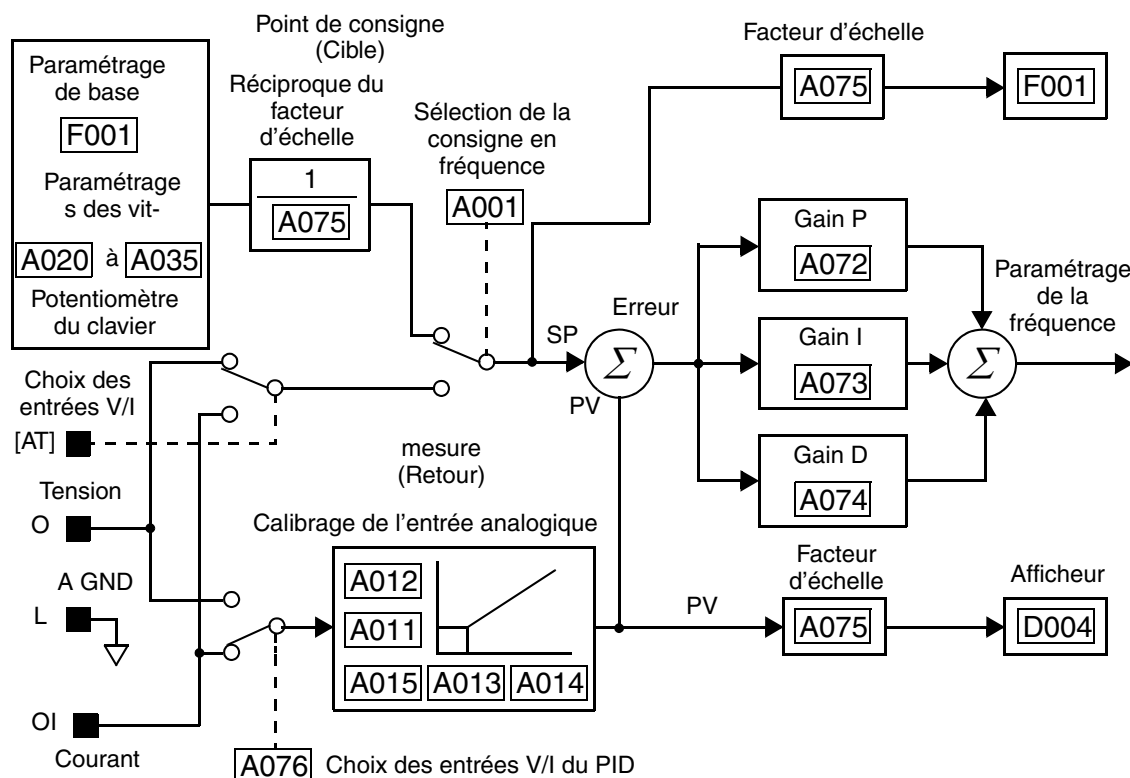 Point de consigne
(Cible)
Facteur d'échelle
A075
F001
Paramétrage
de base
F001
Paramétrage
s des vit-
A020 à A035
Potentiomètre
du clavier
Réciproque du
facteur
d'échelle
1
A075
Sélection de la
consigne en
fréquence
A001
Gain P
A072
Gain I
A073
Gain D
A074
Paramétrage
de la
fréquence
Erreur
SP
Σ
PV
Σ
Choix des
entrées V/I
[AT]
mesure
(Retour)
Tension
O
A GND
L
OI
Courant
Calibrage de l'entrée analogique
A012
A011
A015 A013 A014
PV
Facteur
d'échelle
A075
Afficheur
D004
A076 Choix des entrées V/I du PID